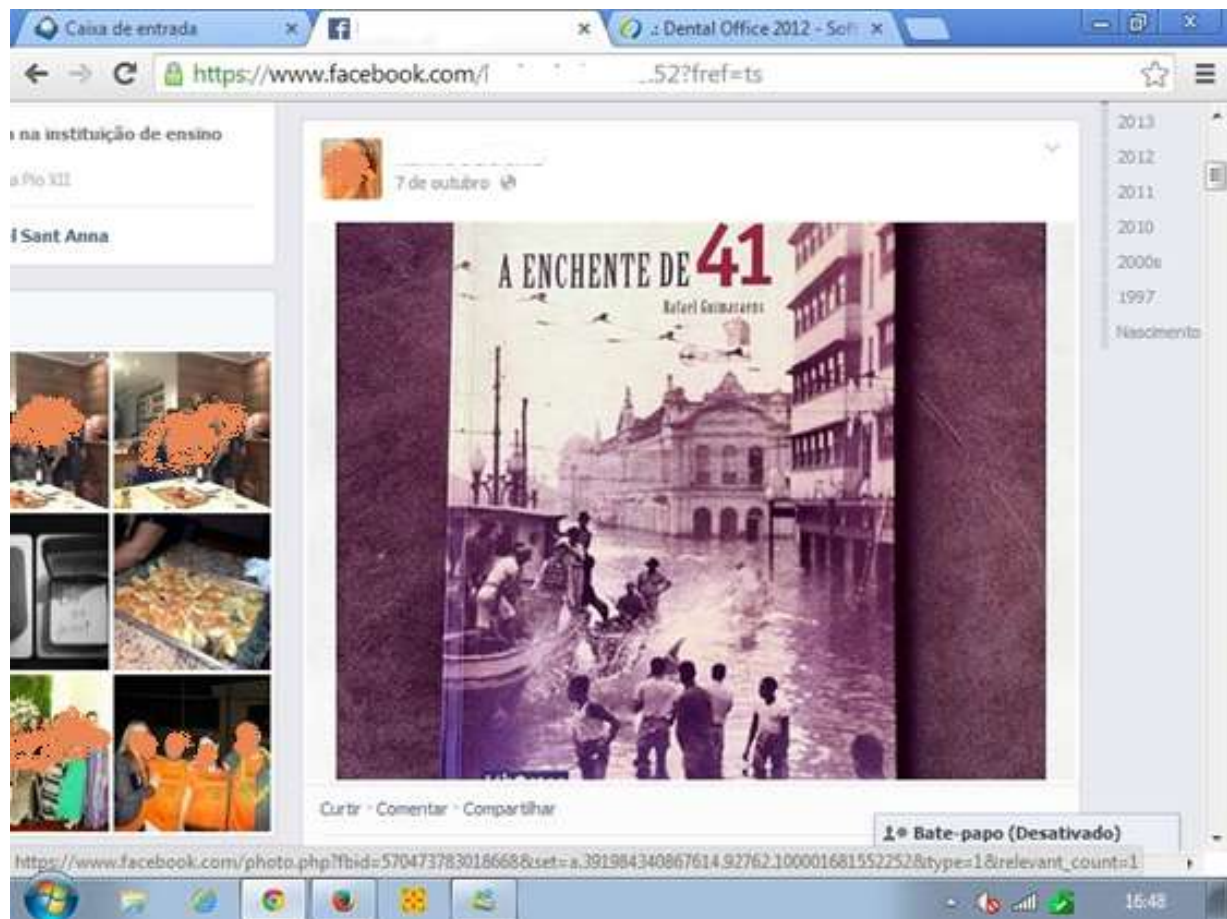 Caixa de entrada
.: Dental Office 2012 - Soft
https://www.facebook.com/ .52?fref=ts
na instituição de ensino
Pio XII
Sant Anna
7 de outubro
A ENCHENTE DE 41
Rafael Guimaraens
Curtir · Comentar · Compartilhar
2013
2012
2011
2010
2000s
1997
Nascimento
Bate-papo (Desativado)
https://www.facebook.com/photo.php?fbid=570473783018668&set=a.391984340867614.92762.100001681552252&type=1&relevant_count=1
16:48